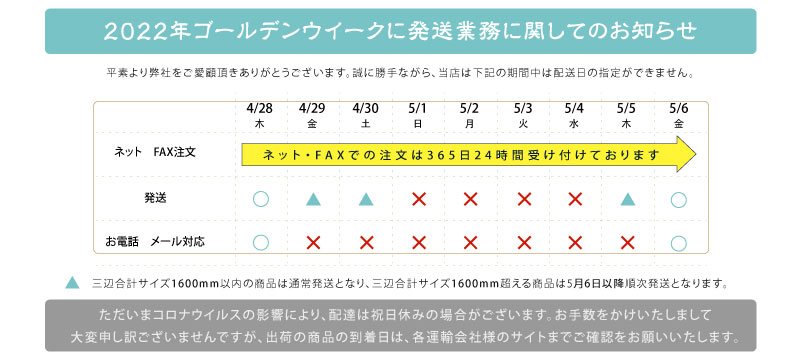 2022年ゴールデンウイークに発送業務に関してのお知らせ
平素より弊社をご愛顧頂きありがとうございます。誠に勝手ながら、当店は下記の期間中は配送日の指定ができません。
4/28 4/29 4/30 5/1 5/2 5/3 5/4 5/5 5/6
木 金 土 日 月 火 水 木 金
ネット　FAX注文 ネット・FAXでの注文は365日24時間受け付けております
発送 ○ ▲ ▲ × × × × ▲ ○
お電話　メール対応 ○ × × × × × × × ○
▲ 三辺合計サイズ1600mm以内の商品は通常発送となり、三辺合計サイズ1600mm超える商品は5月6日以降順次発送となります。
ただいまコロナウイルスの影響により、配達は祝日休みの場合がございます。お手数をかけいたしまして
大変申し訳ございませんですが、出荷の商品の到着日は、各運輸会社様のサイトまでご確認をお願いいたします。